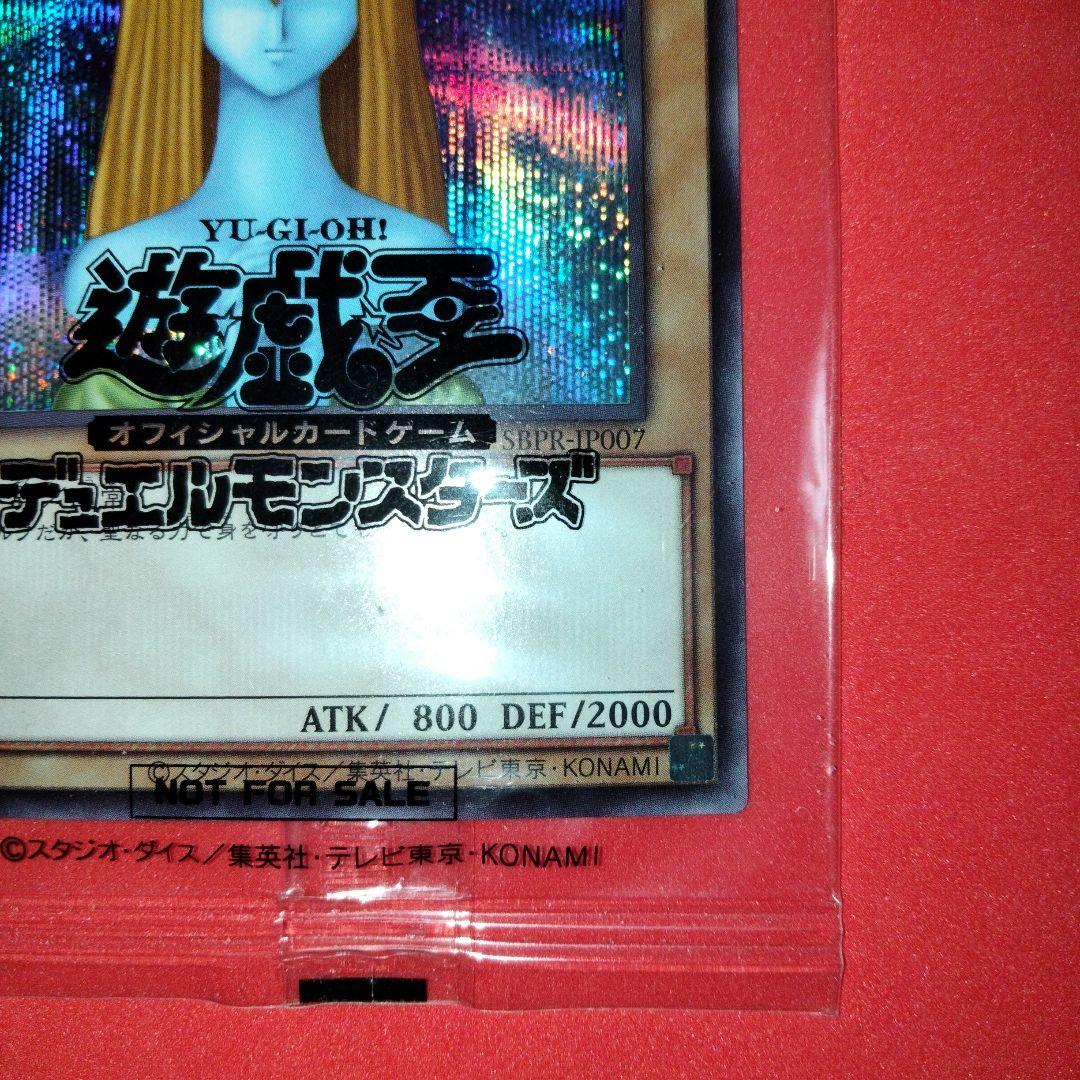 YU-GI-OH!
遊戯王
オフィシャルカードゲーム
SBPR-JP007
デュエルモンスターズ
ATK/ 800 DEF/2000
©スタジオ・ダイス/集英社・テレビ東京・KONAMI
NOT FOR SALE
©スタジオ・ダイス/集英社・テレビ東京・KONAMI